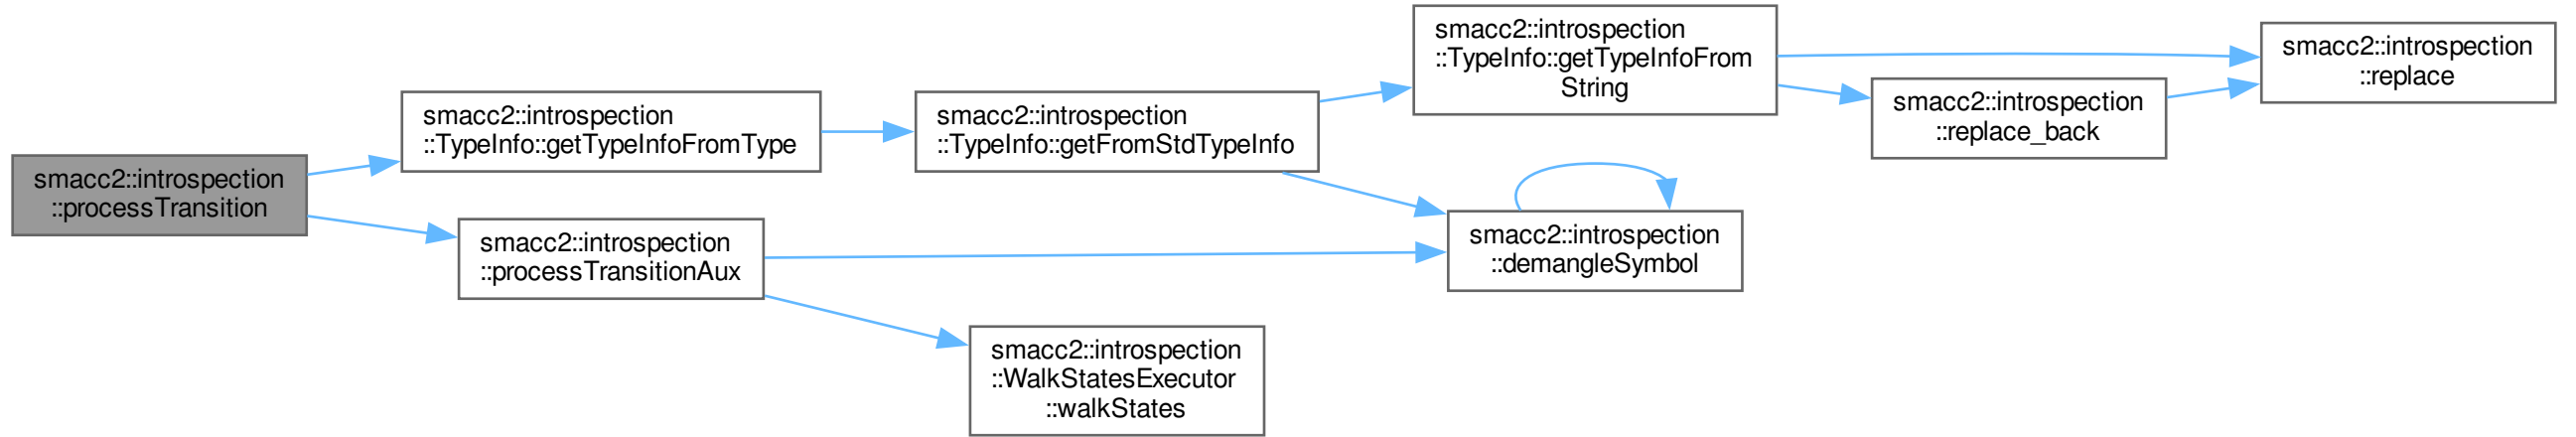 smacc2::introspection
::processTransition
smacc2::introspection
::TypeInfo::getTypeInfoFromType
smacc2::introspection
::processTransitionAux
smacc2::introspection
::TypeInfo::getFromStdTypeInfo
smacc2::introspection
::WalkStatesExecutor
::walkStates
smacc2::introspection
::TypeInfo::getTypeInfoFrom
String
smacc2::introspection
::demangleSymbol
smacc2::introspection
::replace_back
smacc2::introspection
::replace